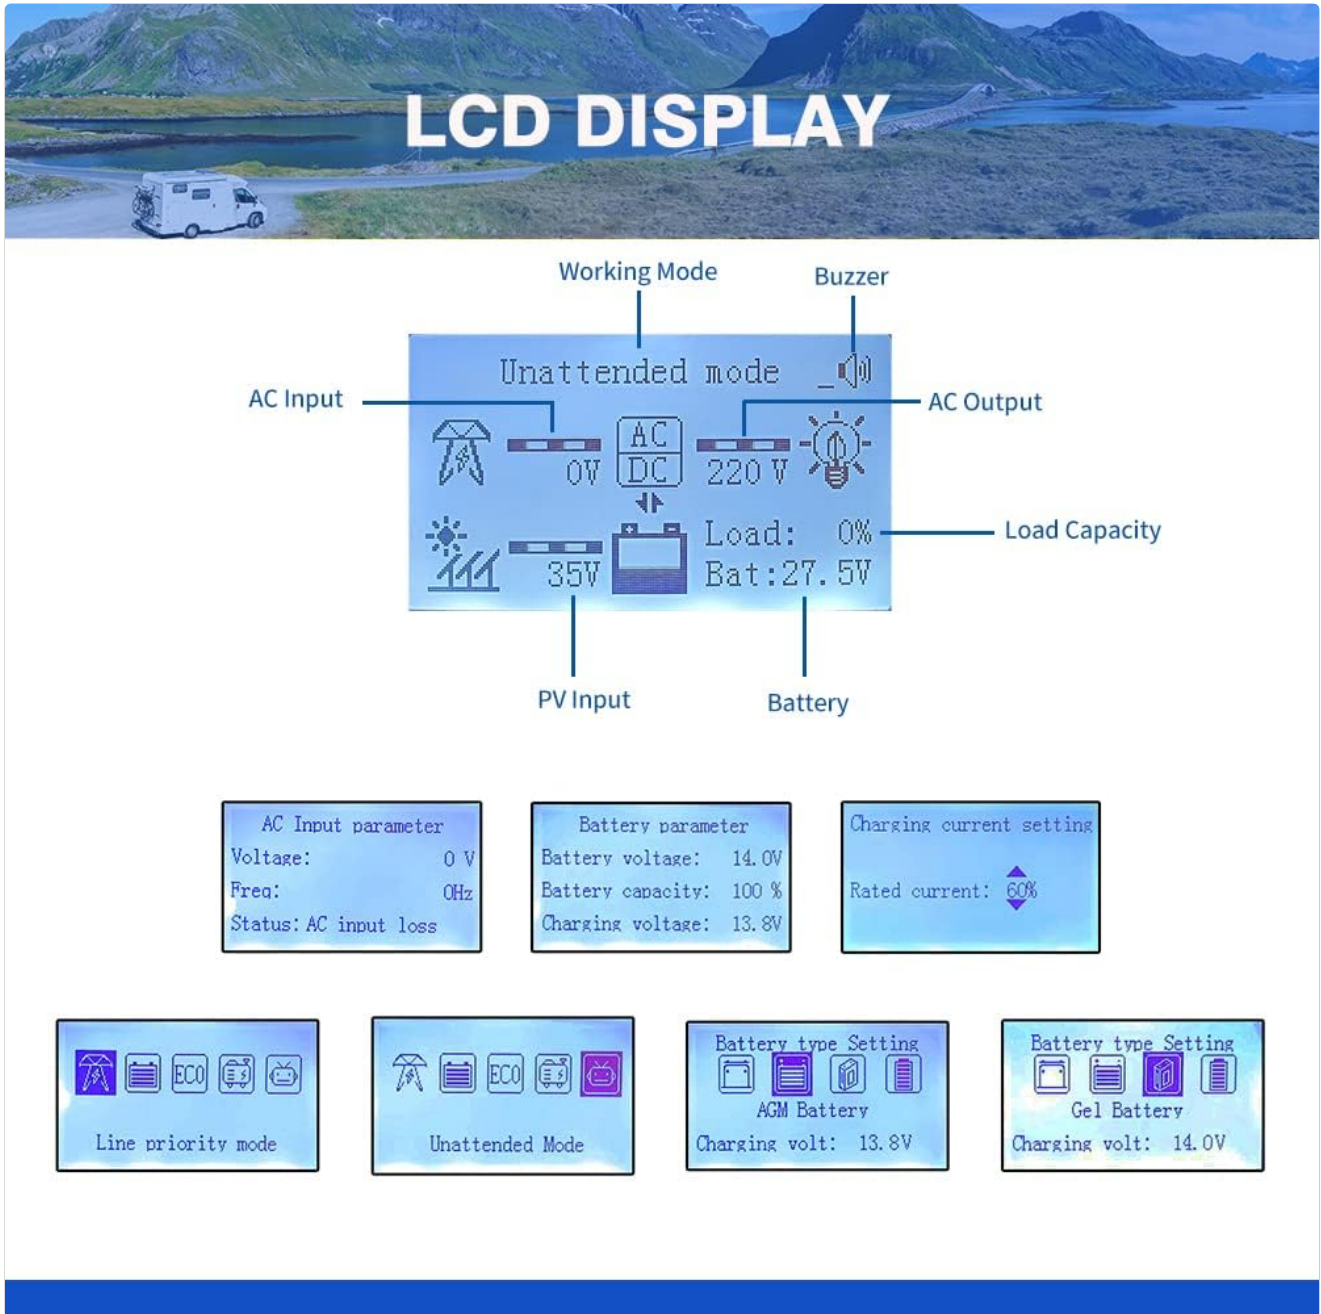 LCD DISPLAY
Working Mode
Buzzer
Unattended mode
AC Input
AC Output
AC
0V
DC
220 V
Load: 0%
Load Capacity
35V
Bat:27.5V
PV Input
Battery
AC Input parameter
Voltage: 0 V
Freq: 0Hz
Status: AC input loss
Battery parameter
Battery voltage: 14.0V
Battery capacity: 100 %
Charging voltage: 13.8V
Charging current setting
Rated current: 60%
ECO
Line priority mode
ECO
Unattended Mode
Battery type Setting
AGM Battery
Charging volt: 13.8V
Battery type Setting
Gel Battery
Charging volt: 14.0V